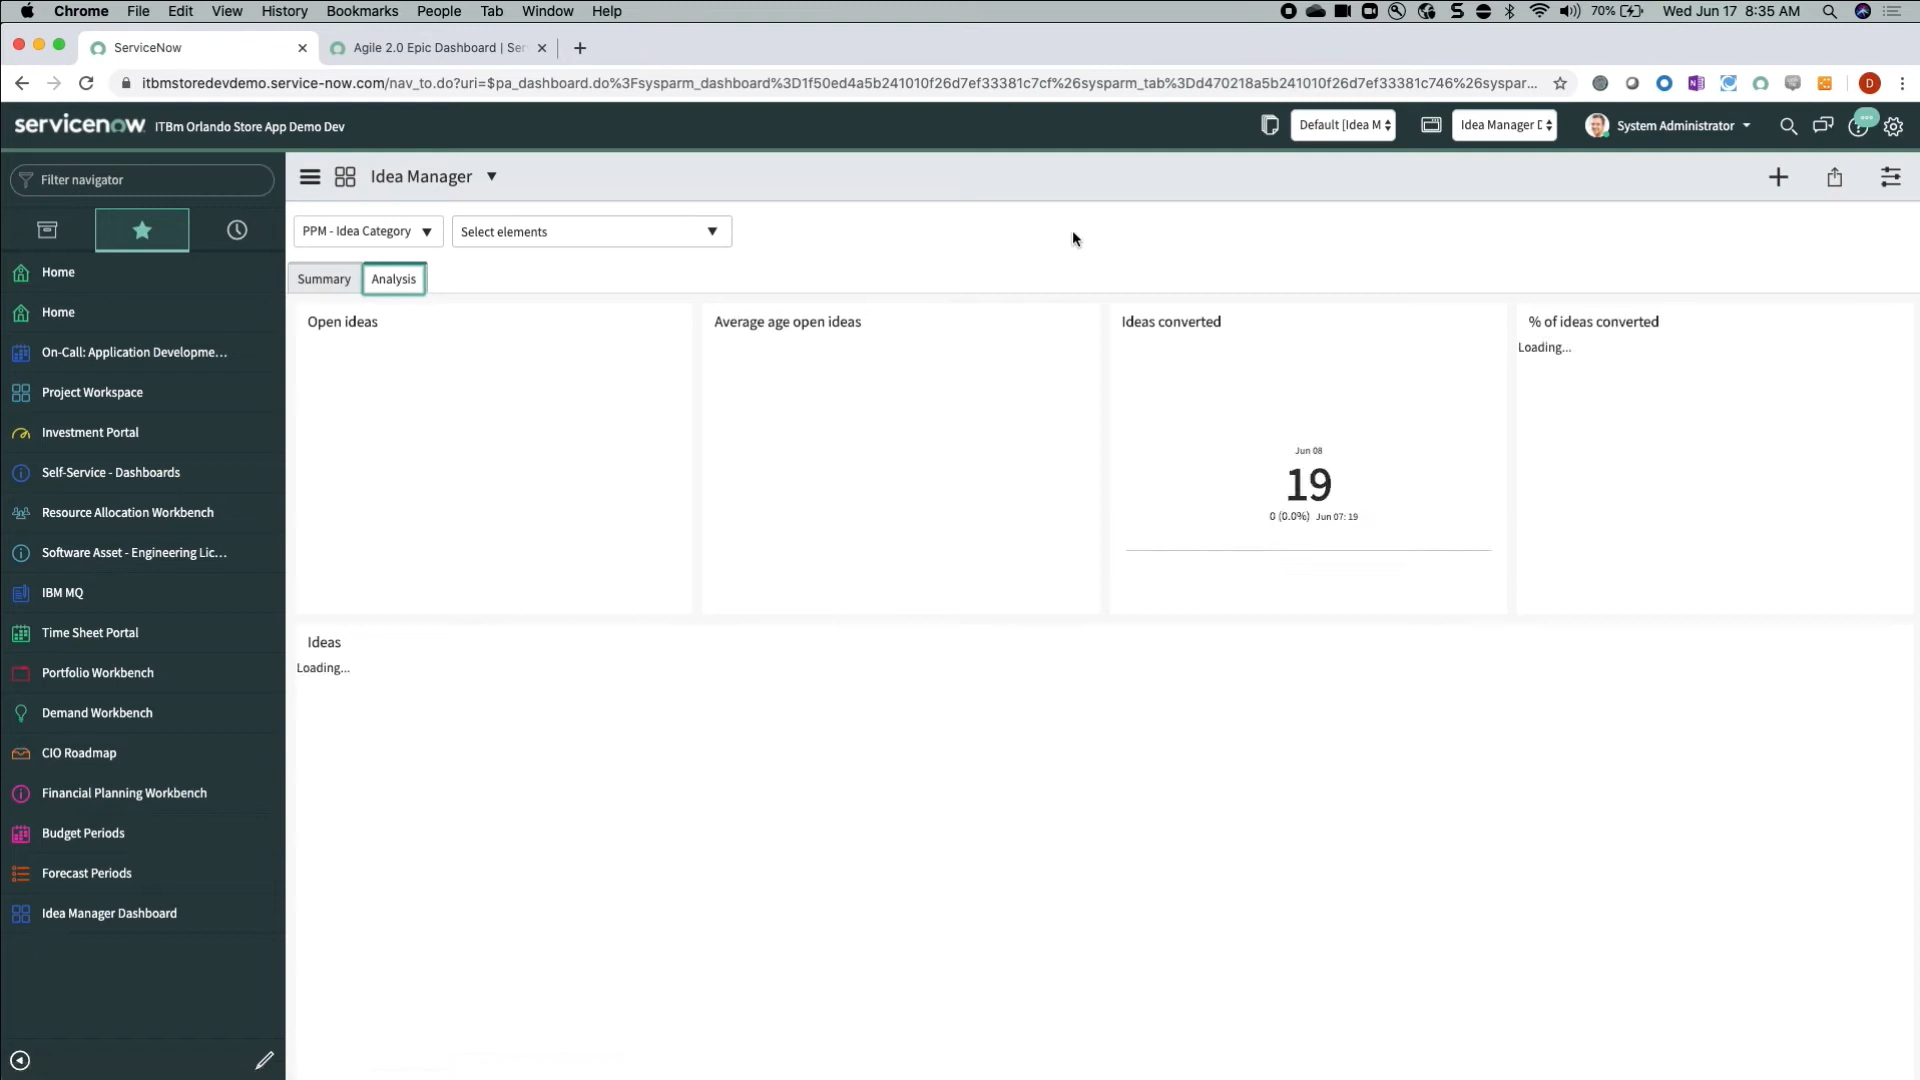 Chrome File Edit View History Bookmarks People Tab Window Help 70% Wed Jun 17 8:35 AM
ServiceNow Agile 2.0 Epic Dashboard | Ser
itbmstoredevdemo.service-now.com/nav_to.do?uri=$pa_dashboard.do%3Fsysparm_dashboard%3D1f50ed4a5b241010f26d7ef33381c7cf%26sysparm_tab%3Dd470218a5b241010f26d7ef33381c746%26syspar... D
servicenow ITBm Orlando Store App Demo Dev Default [Idea M Idea Manager D System Administrator
Filter navigator
Idea Manager
PPM - Idea Category Select elements
Summary Analysis
Home
Home
On-Call: Application Developme...
Project Workspace
Investment Portal
Self-Service - Dashboards
Resource Allocation Workbench
Software Asset - Engineering Lic...
IBM MQ
Time Sheet Portal
Portfolio Workbench
Demand Workbench
CIO Roadmap
Financial Planning Workbench
Budget Periods
Forecast Periods
Idea Manager Dashboard
Open ideas
Average age open ideas
Ideas converted
Jun 08
19
0 (0.0%) Jun 07: 19
% of ideas converted
Loading...
Ideas
Loading...